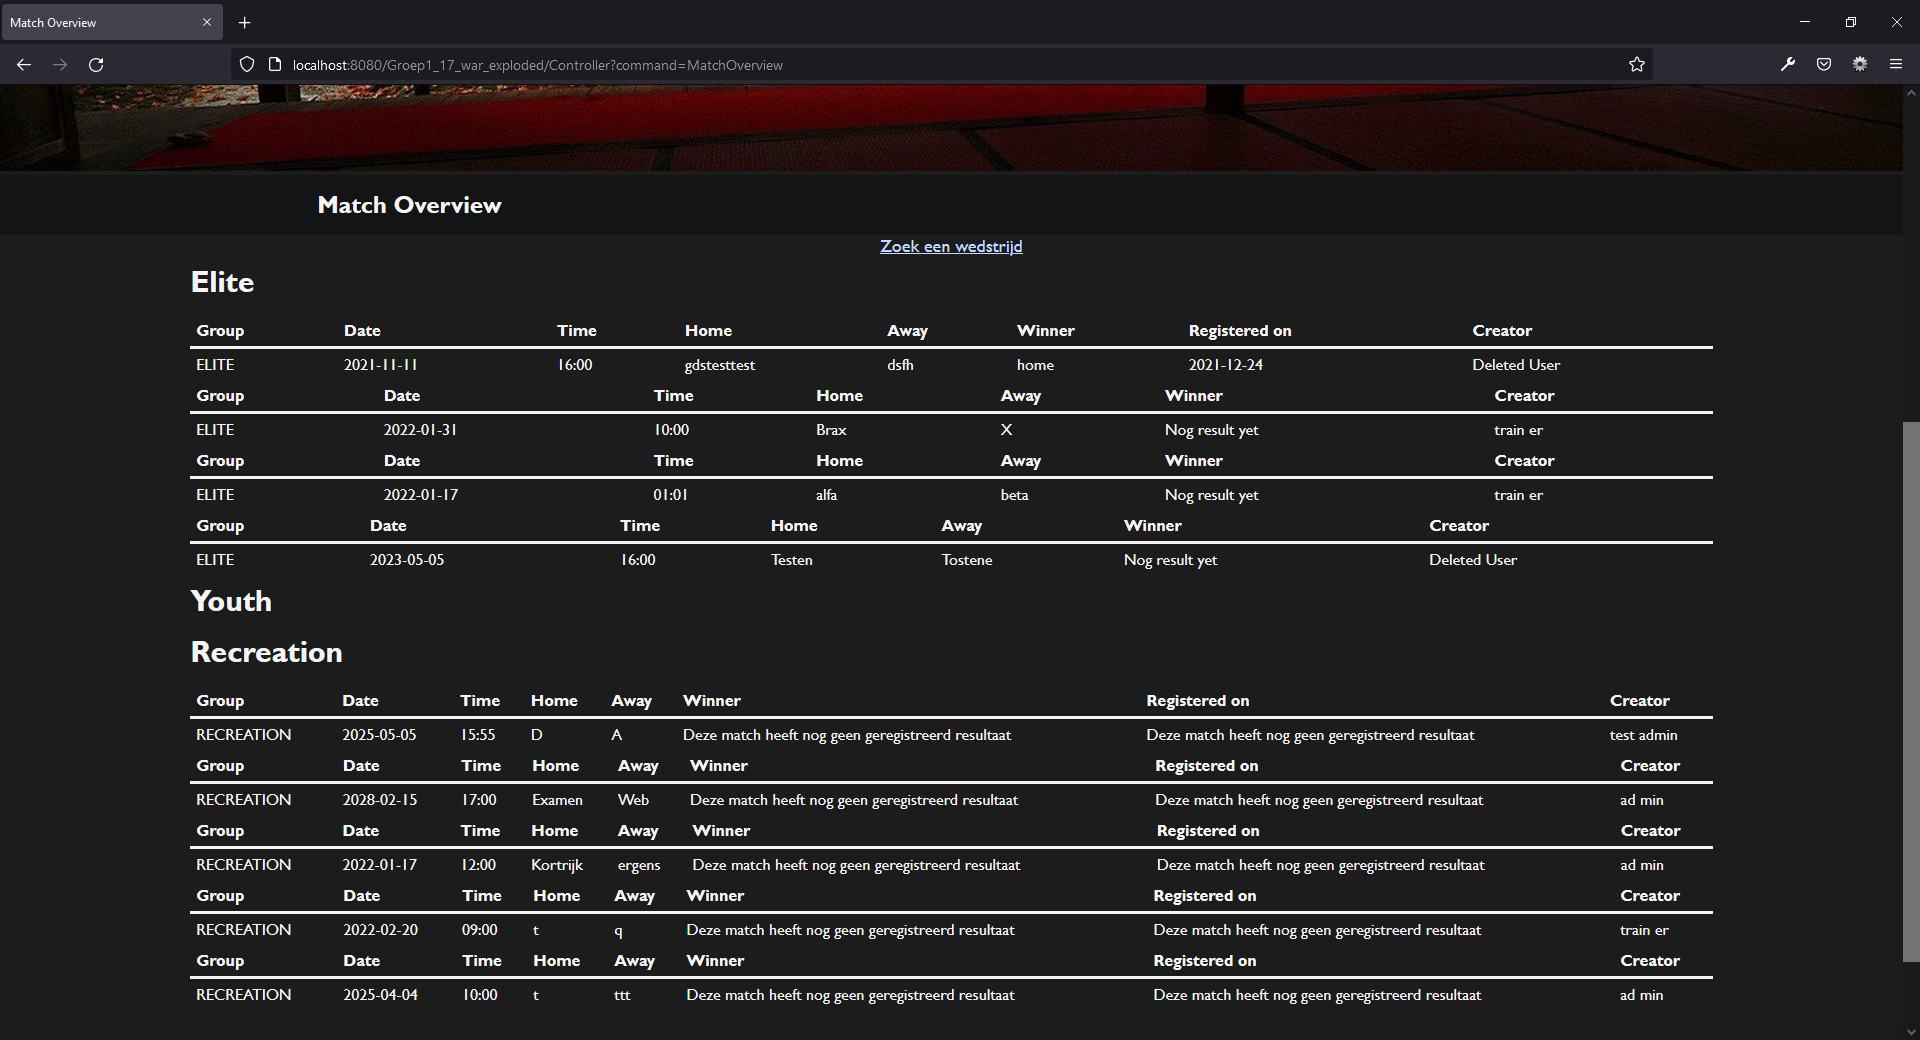 Match Overview
localhost:8080/Groep1_17_war_exploded/Controller?command=MatchOverview
Match Overview
Zoek een wedstrijd
Elite
Group Date Time Home Away Winner Registered on Creator
ELITE 2021-11-11 16:00 gdstesttest dsfh home 2021-12-24 Deleted User
Group Date Time Home Away Winner Creator
ELITE 2022-01-31 10:00 Brax X Nog result yet train er
Group Date Time Home Away Winner Creator
ELITE 2022-01-17 01:01 alfa beta Nog result yet train er
Group Date Time Home Away Winner Creator
ELITE 2023-05-05 16:00 Testen Tostene Nog result yet Deleted User
Youth
Recreation
Group Date Time Home Away Winner Registered on Creator
RECREATION 2025-05-05 15:55 D A Deze match heeft nog geen geregistreerd resultaat Deze match heeft nog geen geregistreerd resultaat test admin
Group Date Time Home Away Winner Registered on Creator
RECREATION 2028-02-15 17:00 Examen Web Deze match heeft nog geen geregistreerd resultaat Deze match heeft nog geen geregistreerd resultaat ad min
Group Date Time Home Away Winner Registered on Creator
RECREATION 2022-01-17 12:00 Kortrijk ergens Deze match heeft nog geen geregistreerd resultaat Deze match heeft nog geen geregistreerd resultaat ad min
Group Date Time Home Away Winner Registered on Creator
RECREATION 2022-02-20 09:00 t q Deze match heeft nog geen geregistreerd resultaat Deze match heeft nog geen geregistreerd resultaat train er
Group Date Time Home Away Winner Registered on Creator
RECREATION 2025-04-04 10:00 t ttt Deze match heeft nog geen geregistreerd resultaat Deze match heeft nog geen geregistreerd resultaat ad min